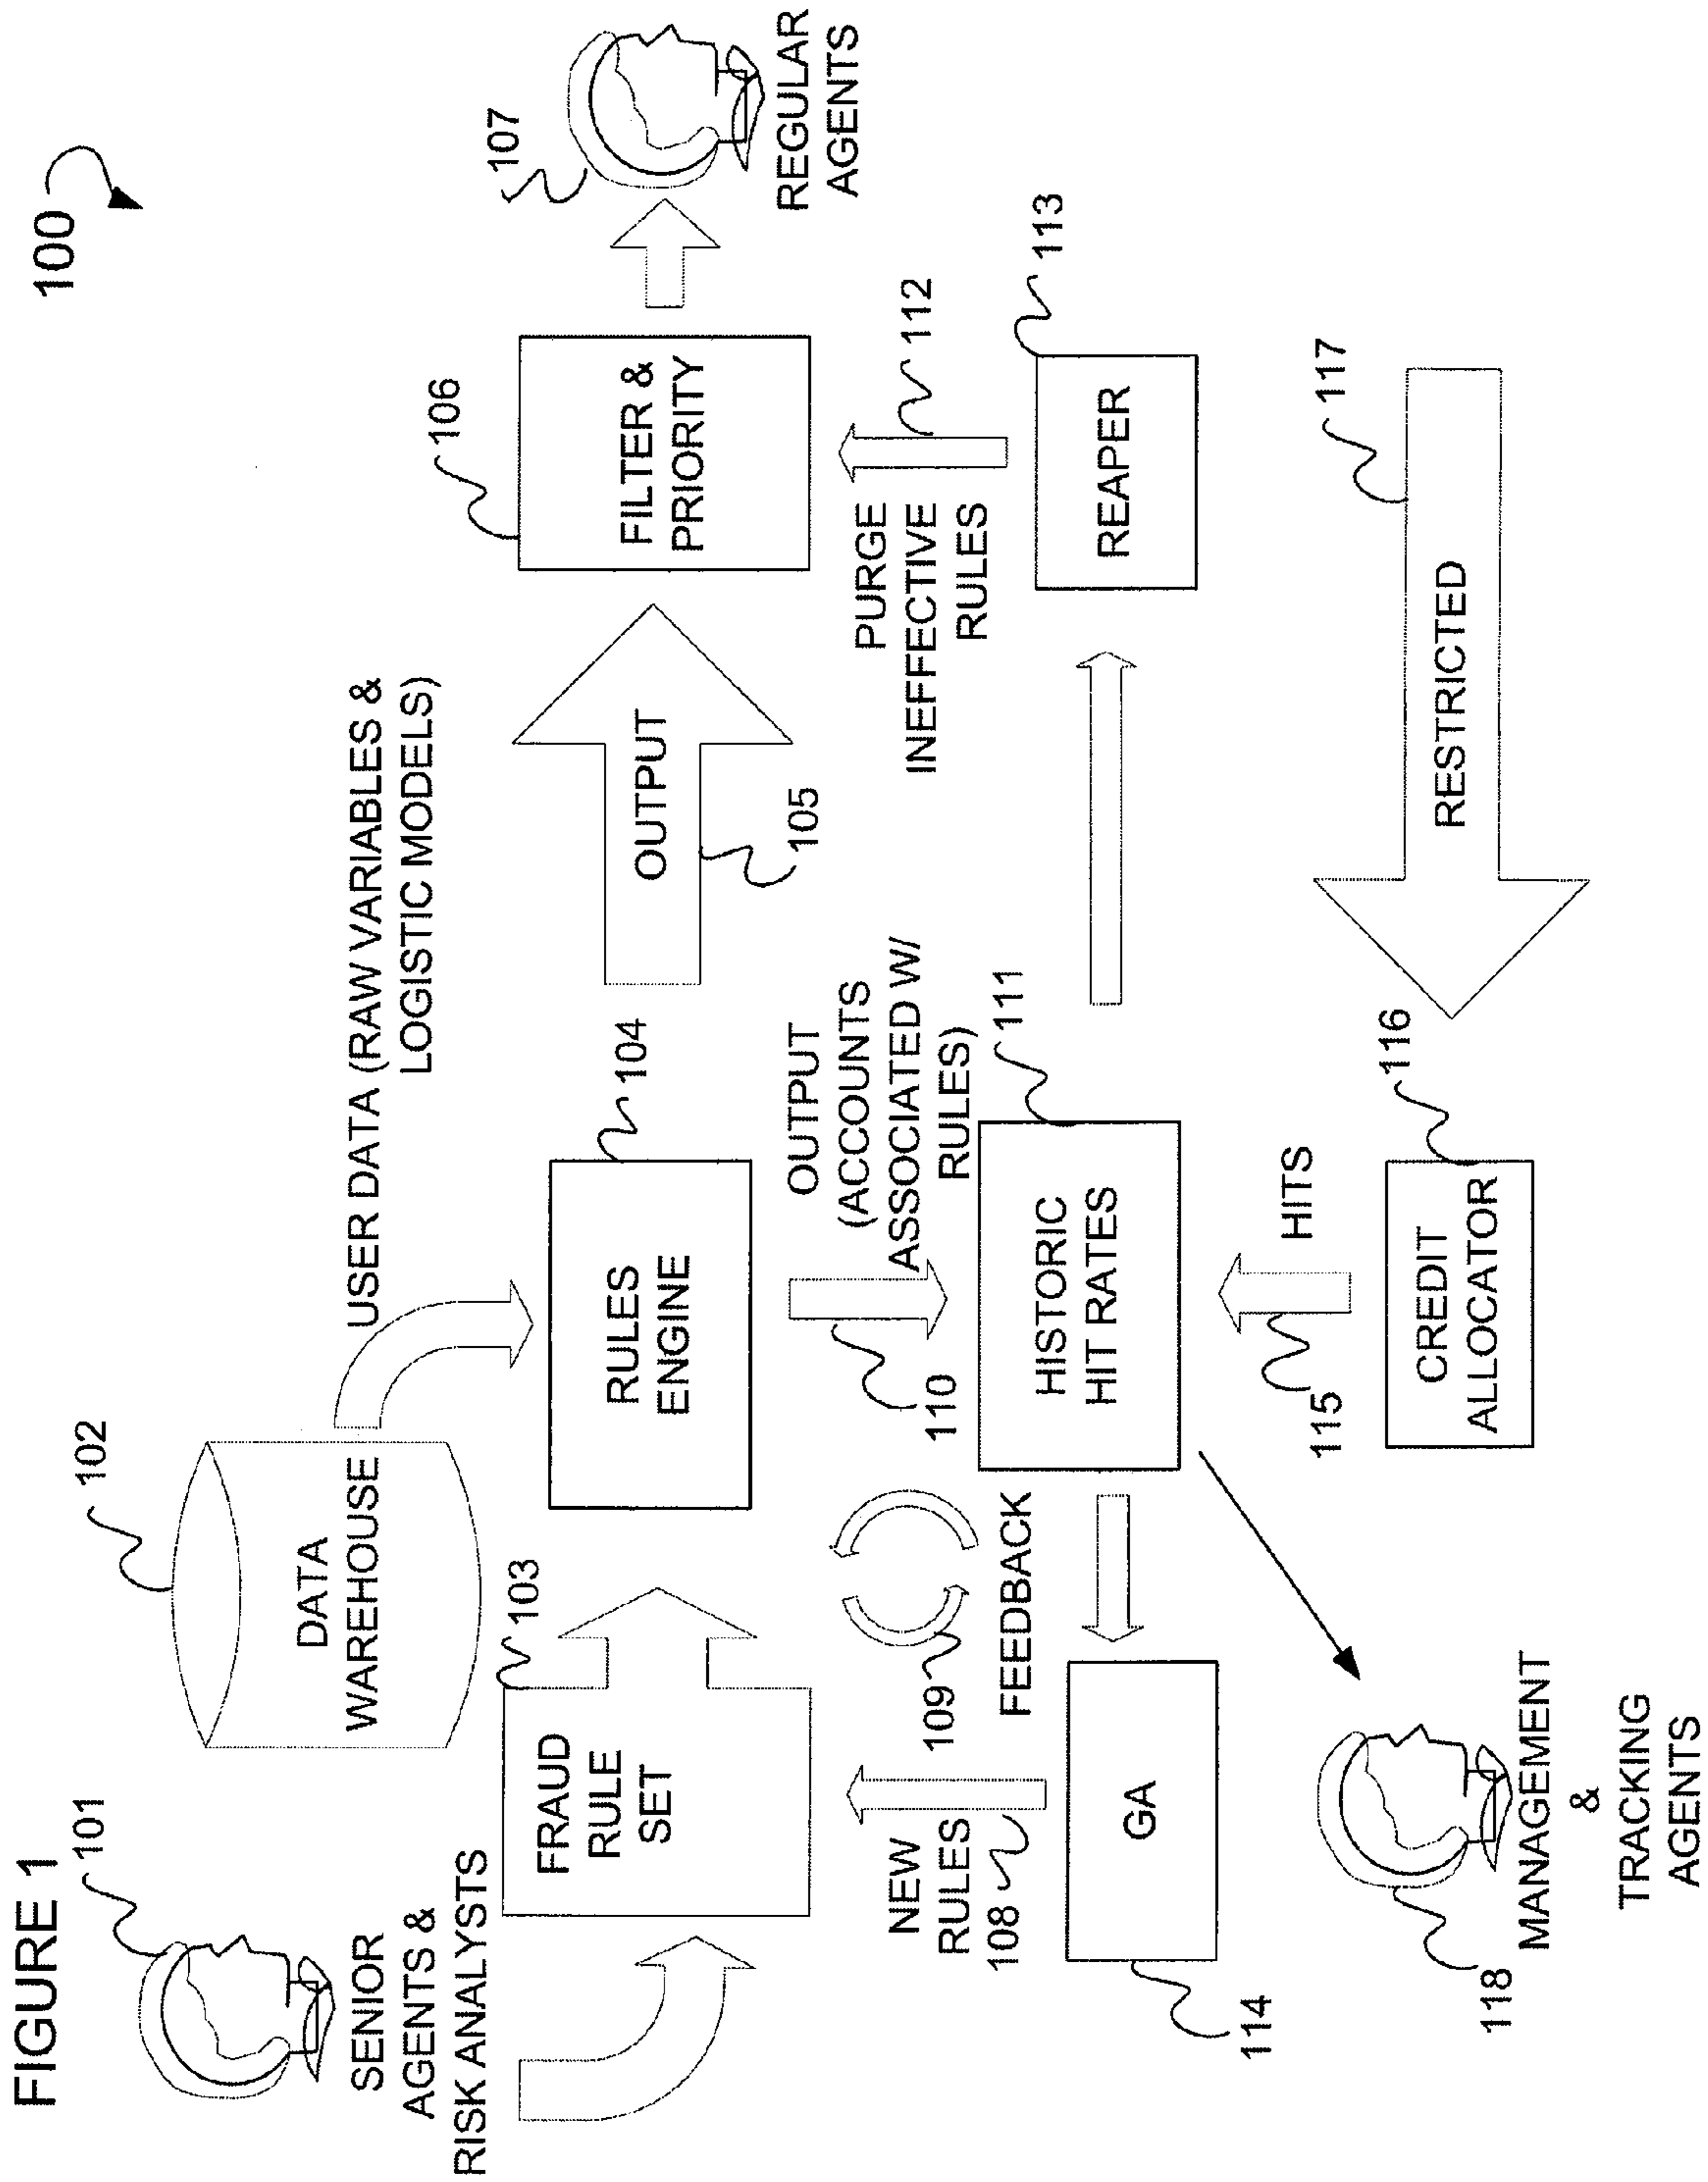 FIGURE 1
100
101
SENIOR
AGENTS &
RISK ANALYSTS
102
DATA
WAREHOUSE
USER DATA (RAW VARIABLES &
LOGISTIC MODELS)
103
FRAUD
RULE
SET
104
RULES
ENGINE
OUTPUT
105
106
FILTER &
PRIORITY
107
REGULAR
AGENTS
NEW
RULES
108
109
FEEDBACK
110
OUTPUT
(ACCOUNTS
ASSOCIATED W/
RULES)
111
HISTORIC
HIT RATES
PURGE
INEFFECTIVE
RULES
112
113
REAPER
GA
114
HITS
115
116
CREDIT
ALLOCATOR
117
RESTRICTED
118
MANAGEMENT
&
TRACKING
AGENTS